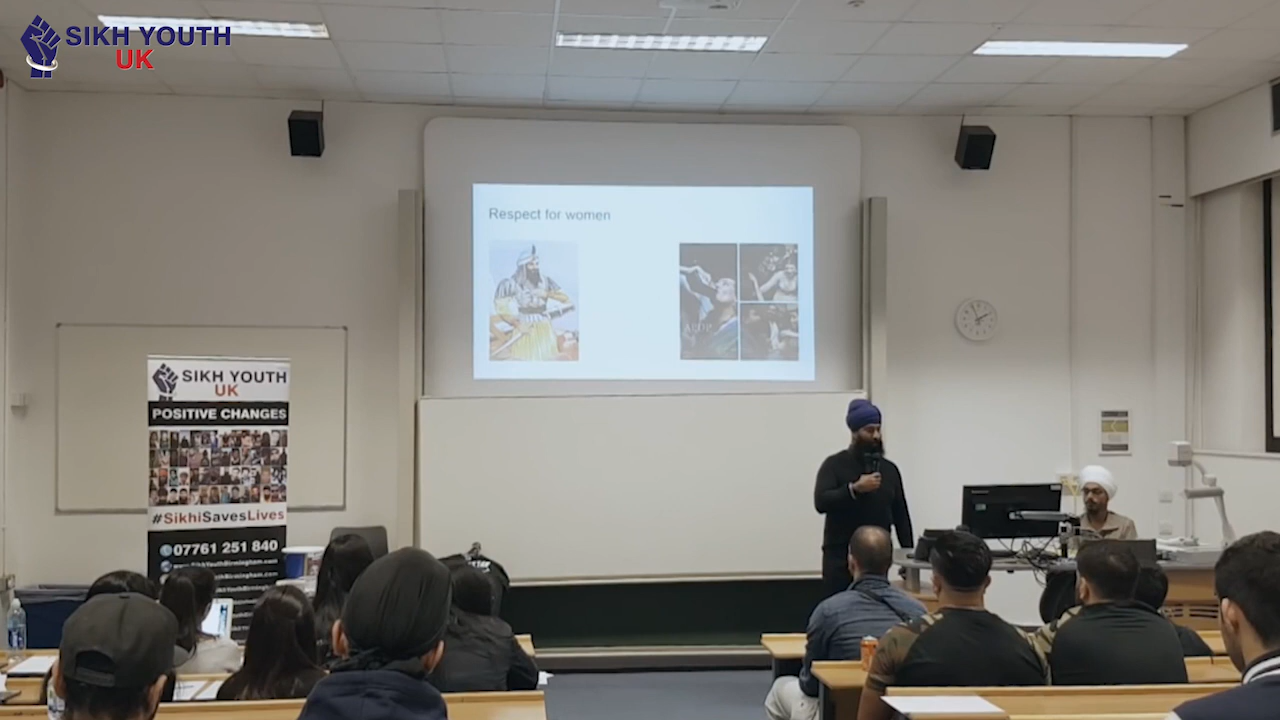 SIKH YOUTH
UK
Respect for women
SIKH YOUTH
UK
POSITIVE CHANGES
#SikhiSavesLives
07761 251 840